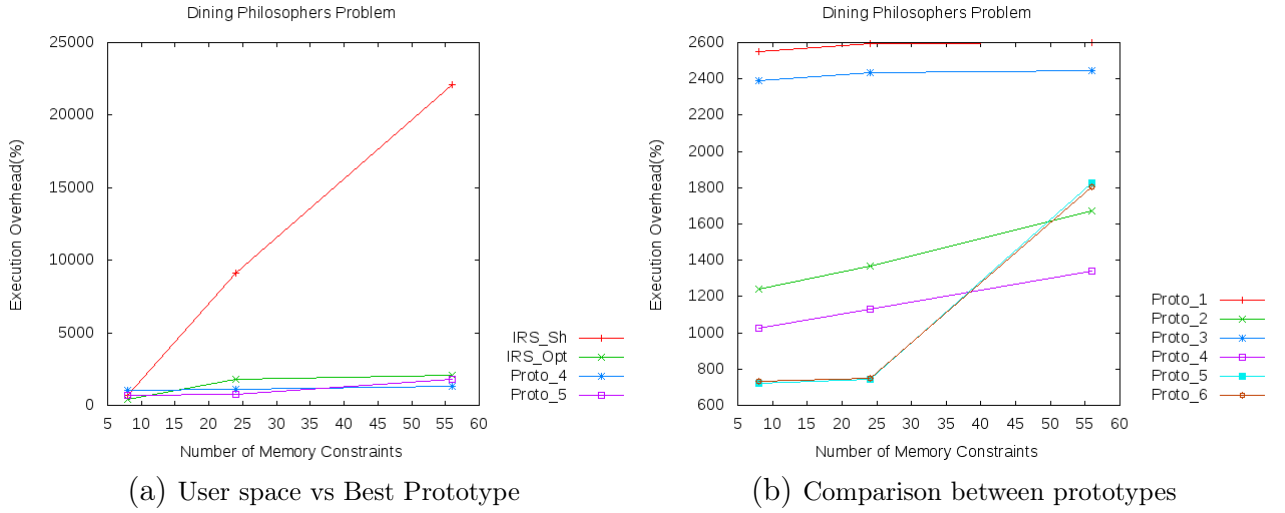 Dining Philosophers Problem
25000
20000
15000
10000
5000
0
5 10 15 20 25 30 35 40 45 50 55 60
Execution Overhead(%)
Number of Memory Constraints
IRS_Sh
IRS_Opt
Proto_4
Proto_5
(a) User space vs Best Prototype
Dining Philosophers Problem
2600
2400
2200
2000
1800
1600
1400
1200
1000
800
600
5 10 15 20 25 30 35 40 45 50 55 60
Execution Overhead(%)
Number of Memory Constraints
Proto_1
Proto_2
Proto_3
Proto_4
Proto_5
Proto_6
(b) Comparison between prototypes